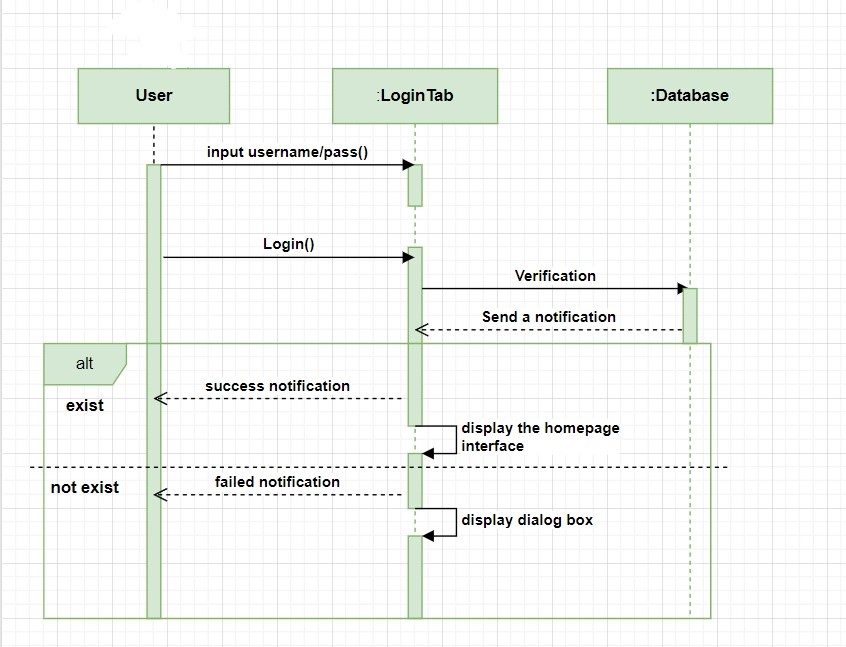 User
:LoginTab
:Database
input username/pass()
Login()
Verification
Send a notification
alt
success notification
exist
display the homepage
interface
failed notification
not exist
display dialog box